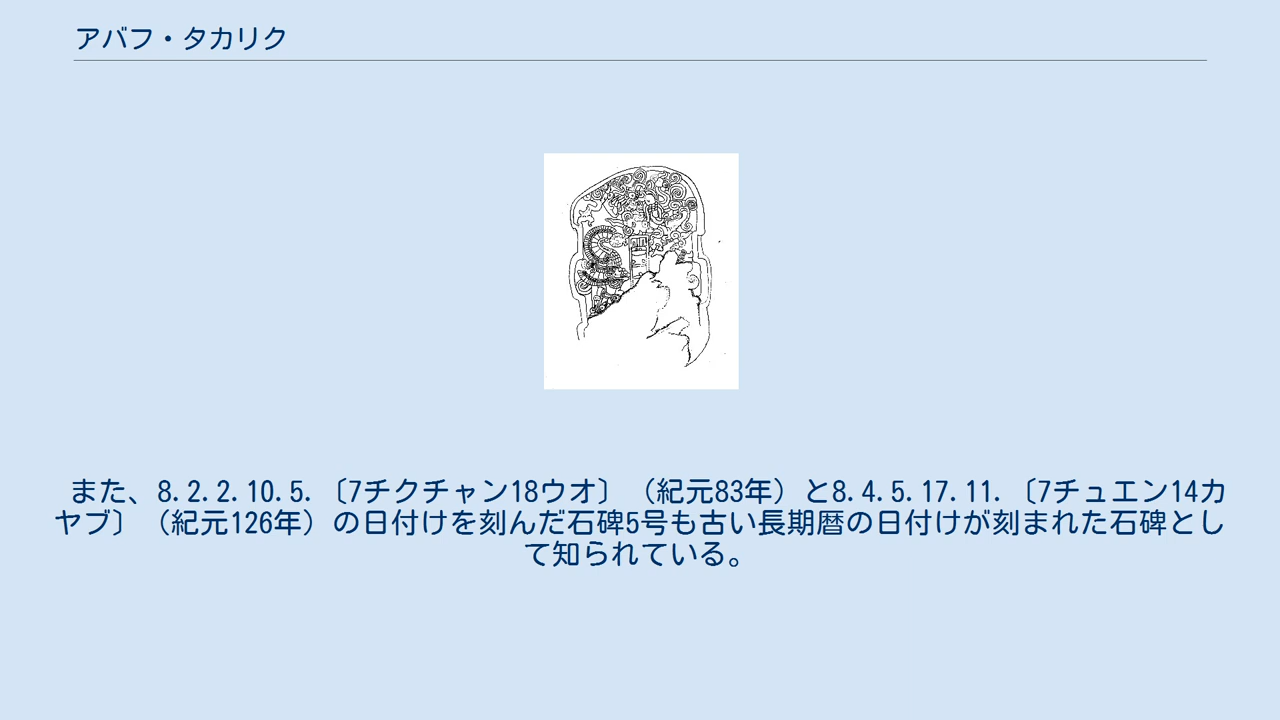 アバフ・タカリク
また、8.2.2.10.5.〔7チクチャン18ウオ〕（紀元83年）と8.4.5.17.11.〔7チュエン14カ
ヤブ〕（紀元126年）の日付けを刻んだ石碑5号も古い長期暦の日付けが刻まれた石碑とし
て知られている。